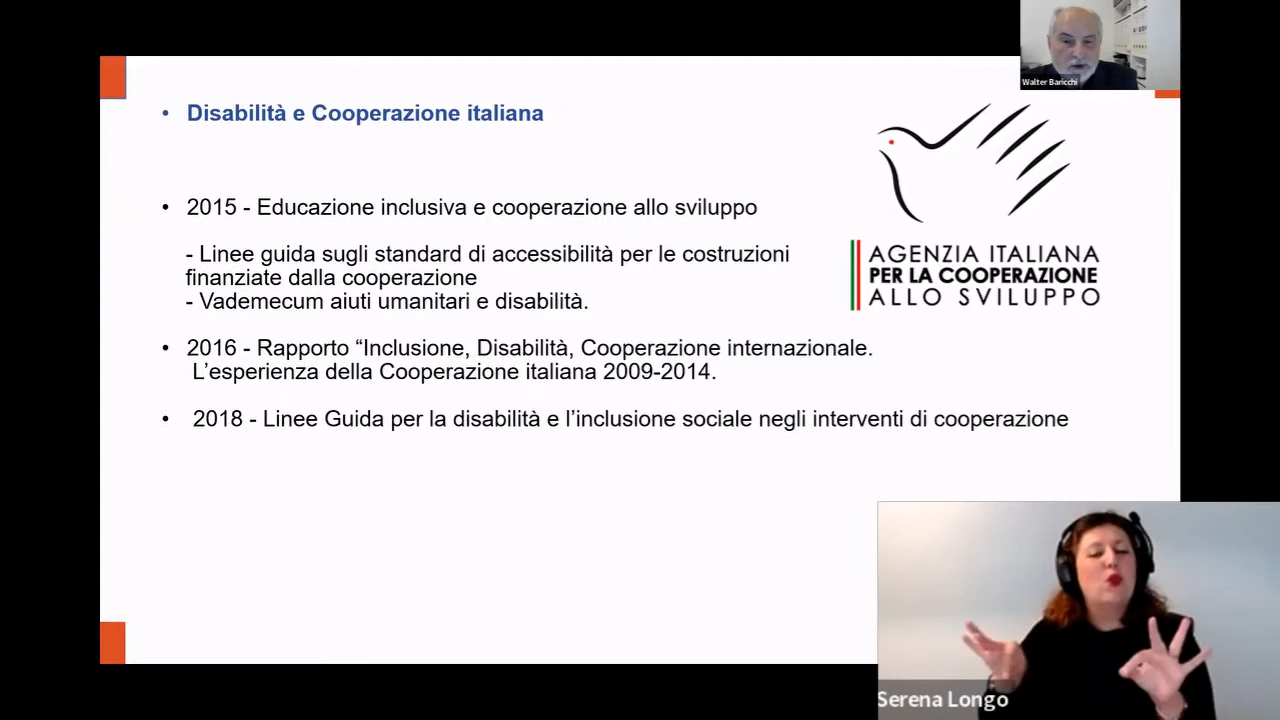 Walter Baricchi
• Disabilità e Cooperazione italiana
• 2015 - Educazione inclusiva e cooperazione allo sviluppo
- Linee guida sugli standard di accessibilità per le costruzioni
finanziate dalla cooperazione
- Vademecum aiuti umanitari e disabilità.
AGENZIA ITALIANA
PER LA COOPERAZIONE
ALLO SVILUPPO
• 2016 - Rapporto “Inclusione, Disabilità, Cooperazione internazionale.
L’esperienza della Cooperazione italiana 2009-2014.
• 2018 - Linee Guida per la disabilità e l’inclusione sociale negli interventi di cooperazione
Serena Longo